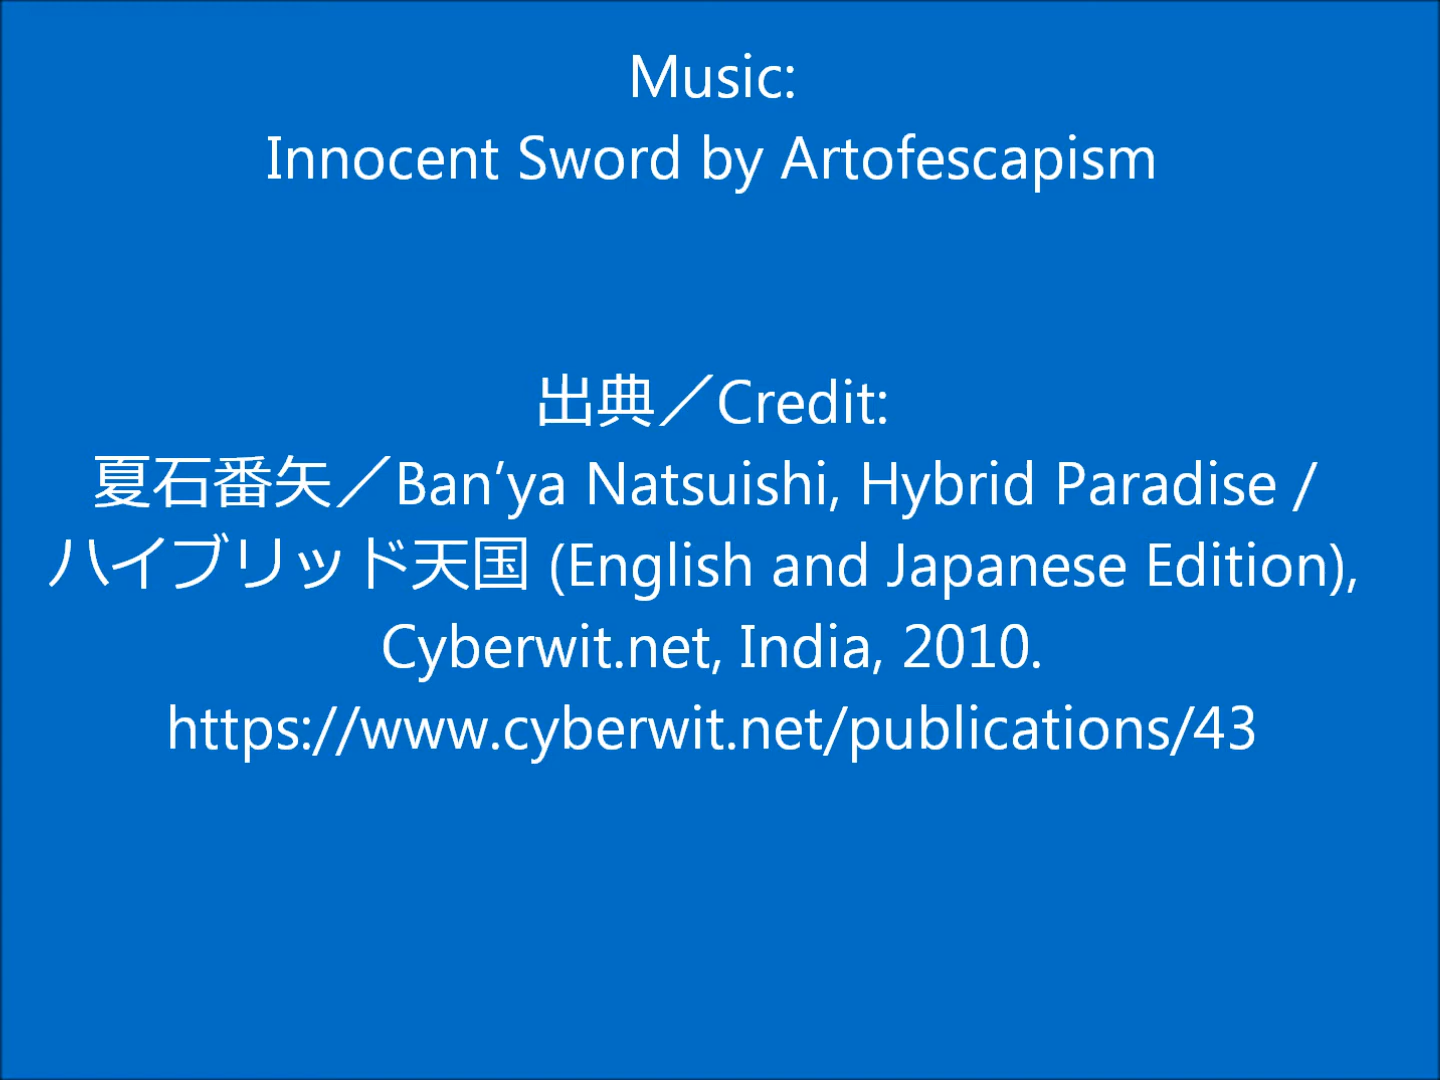 Music:
Innocent Sword by Artofescapism
出典／Credit:
夏石番矢／Ban’ya Natsuishi, Hybrid Paradise /
ハイブリッド天国 (English and Japanese Edition),
Cyberwit.net, India, 2010.
https://www.cyberwit.net/publications/43